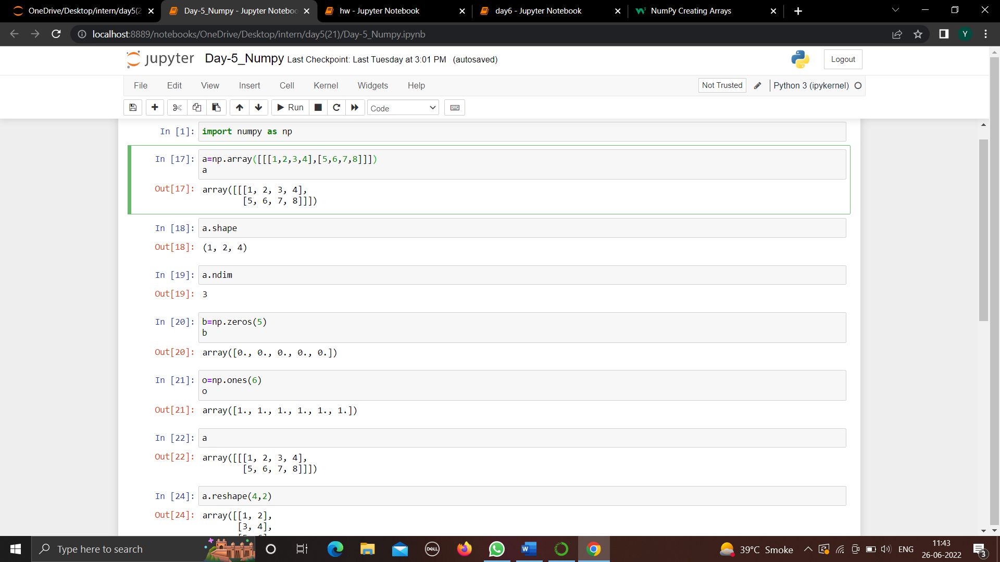 OneDrive/Desktop/intern/day5(2
Day-5_Numpy - Jupyter Noteboo
hw - Jupyter Notebook
day6 - Jupyter Notebook
NumPy Creating Arrays
localhost:8889/notebooks/OneDrive/Desktop/intern/day5(21)/Day-5_Numpy.ipynb
Y
jupyter Day-5_Numpy Last Checkpoint: Last Tuesday at 3:01 PM (autosaved)
Logout
File Edit View Insert Cell Kernel Widgets Help
Not Trusted Python 3 (ipykernel)
Run Code
In [1]: import numpy as np
In [17]: a=np.array([[[1,2,3,4],[5,6,7,8]]])
a
Out[17]: array([[[1, 2, 3, 4],
[5, 6, 7, 8]]])
In [18]: a.shape
Out[18]: (1, 2, 4)
In [19]: a.ndim
Out[19]: 3
In [20]: b=np.zeros(5)
b
Out[20]: array([0., 0., 0., 0., 0.])
In [21]: o=np.ones(6)
o
Out[21]: array([1., 1., 1., 1., 1., 1.])
In [22]: a
Out[22]: array([[[1, 2, 3, 4],
[5, 6, 7, 8]]])
In [24]: a.reshape(4,2)
Out[24]: array([[1, 2],
[3, 4],
Type here to search
DELL
W
39°C Smoke
ENG
11:43
26-06-2022
3